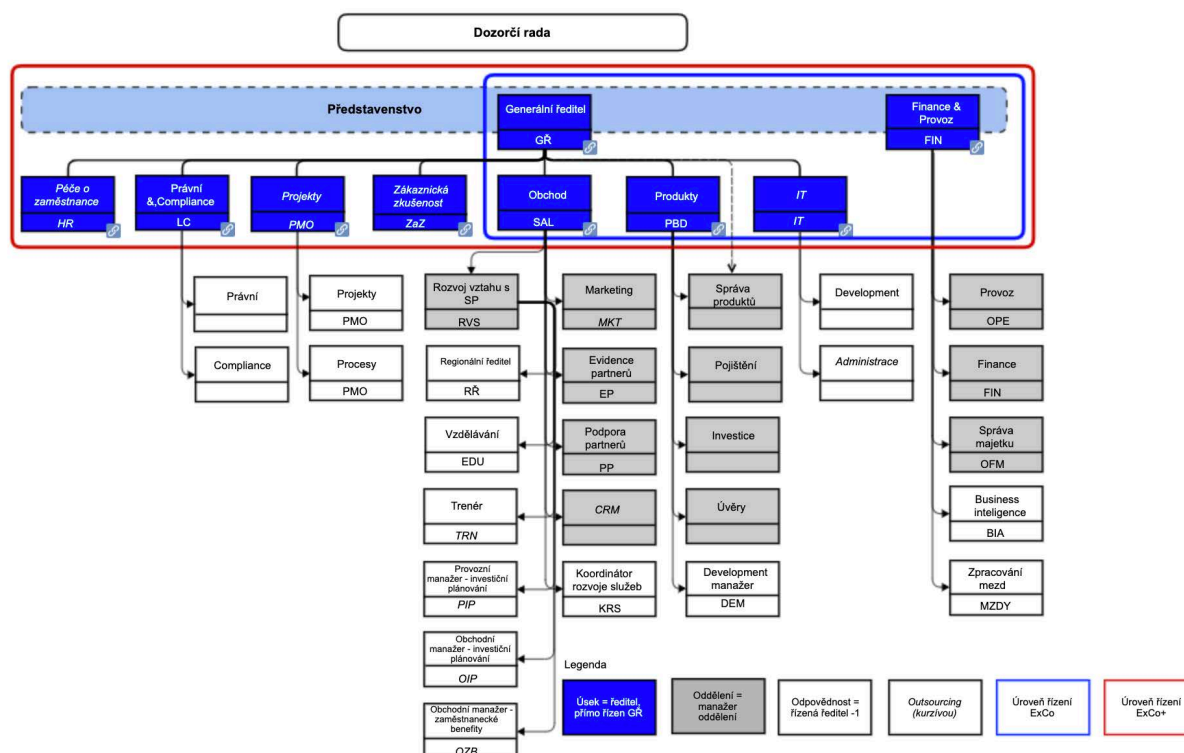 Dozorčí rada
Představenstvo
Generální ředitel
GŘ
Finance &
Provoz
FIN
Péče o
zaměstnance
HR
Právní
&,Compliance
LC
Projekty
PMO
Zákaznická
zkušenost
ZaZ
Obchod
SAL
Produkty
PBD
IT
IT
Právní
Compliance
Projekty
PMO
Procesy
PMO
Rozvoj vztahu s
SP
RVS
Regionální ředitel
RŘ
Vzdělávání
EDU
Trenér
TRN
Provozní
manažer - investiční
plánování
PIP
Obchodní
manažer - investiční
plánování
OIP
Obchodní manažer -
zaměstnanecké
benefity
OZB
Marketing
MKT
Evidence
partnerů
EP
Podpora
partnerů
PP
CRM
Koordinátor
rozvoje služeb
KRS
Správa
produktů
Pojištění
Investice
Úvěry
Development
manažer
DEM
Development
Administrace
Provoz
OPE
Finance
FIN
Správa
majetku
OFM
Business
inteligence
BIA
Zpracování
mezd
MZDY
Legenda
Úsek = ředitel,
přímo řízen GŘ
Oddělení =
manažer
oddělení
Odpovědnost =
řízená ředitel -1
Outsourcing
(kurzívou)
Úroveň řízení
ExCo
Úroveň řízení
ExCo+